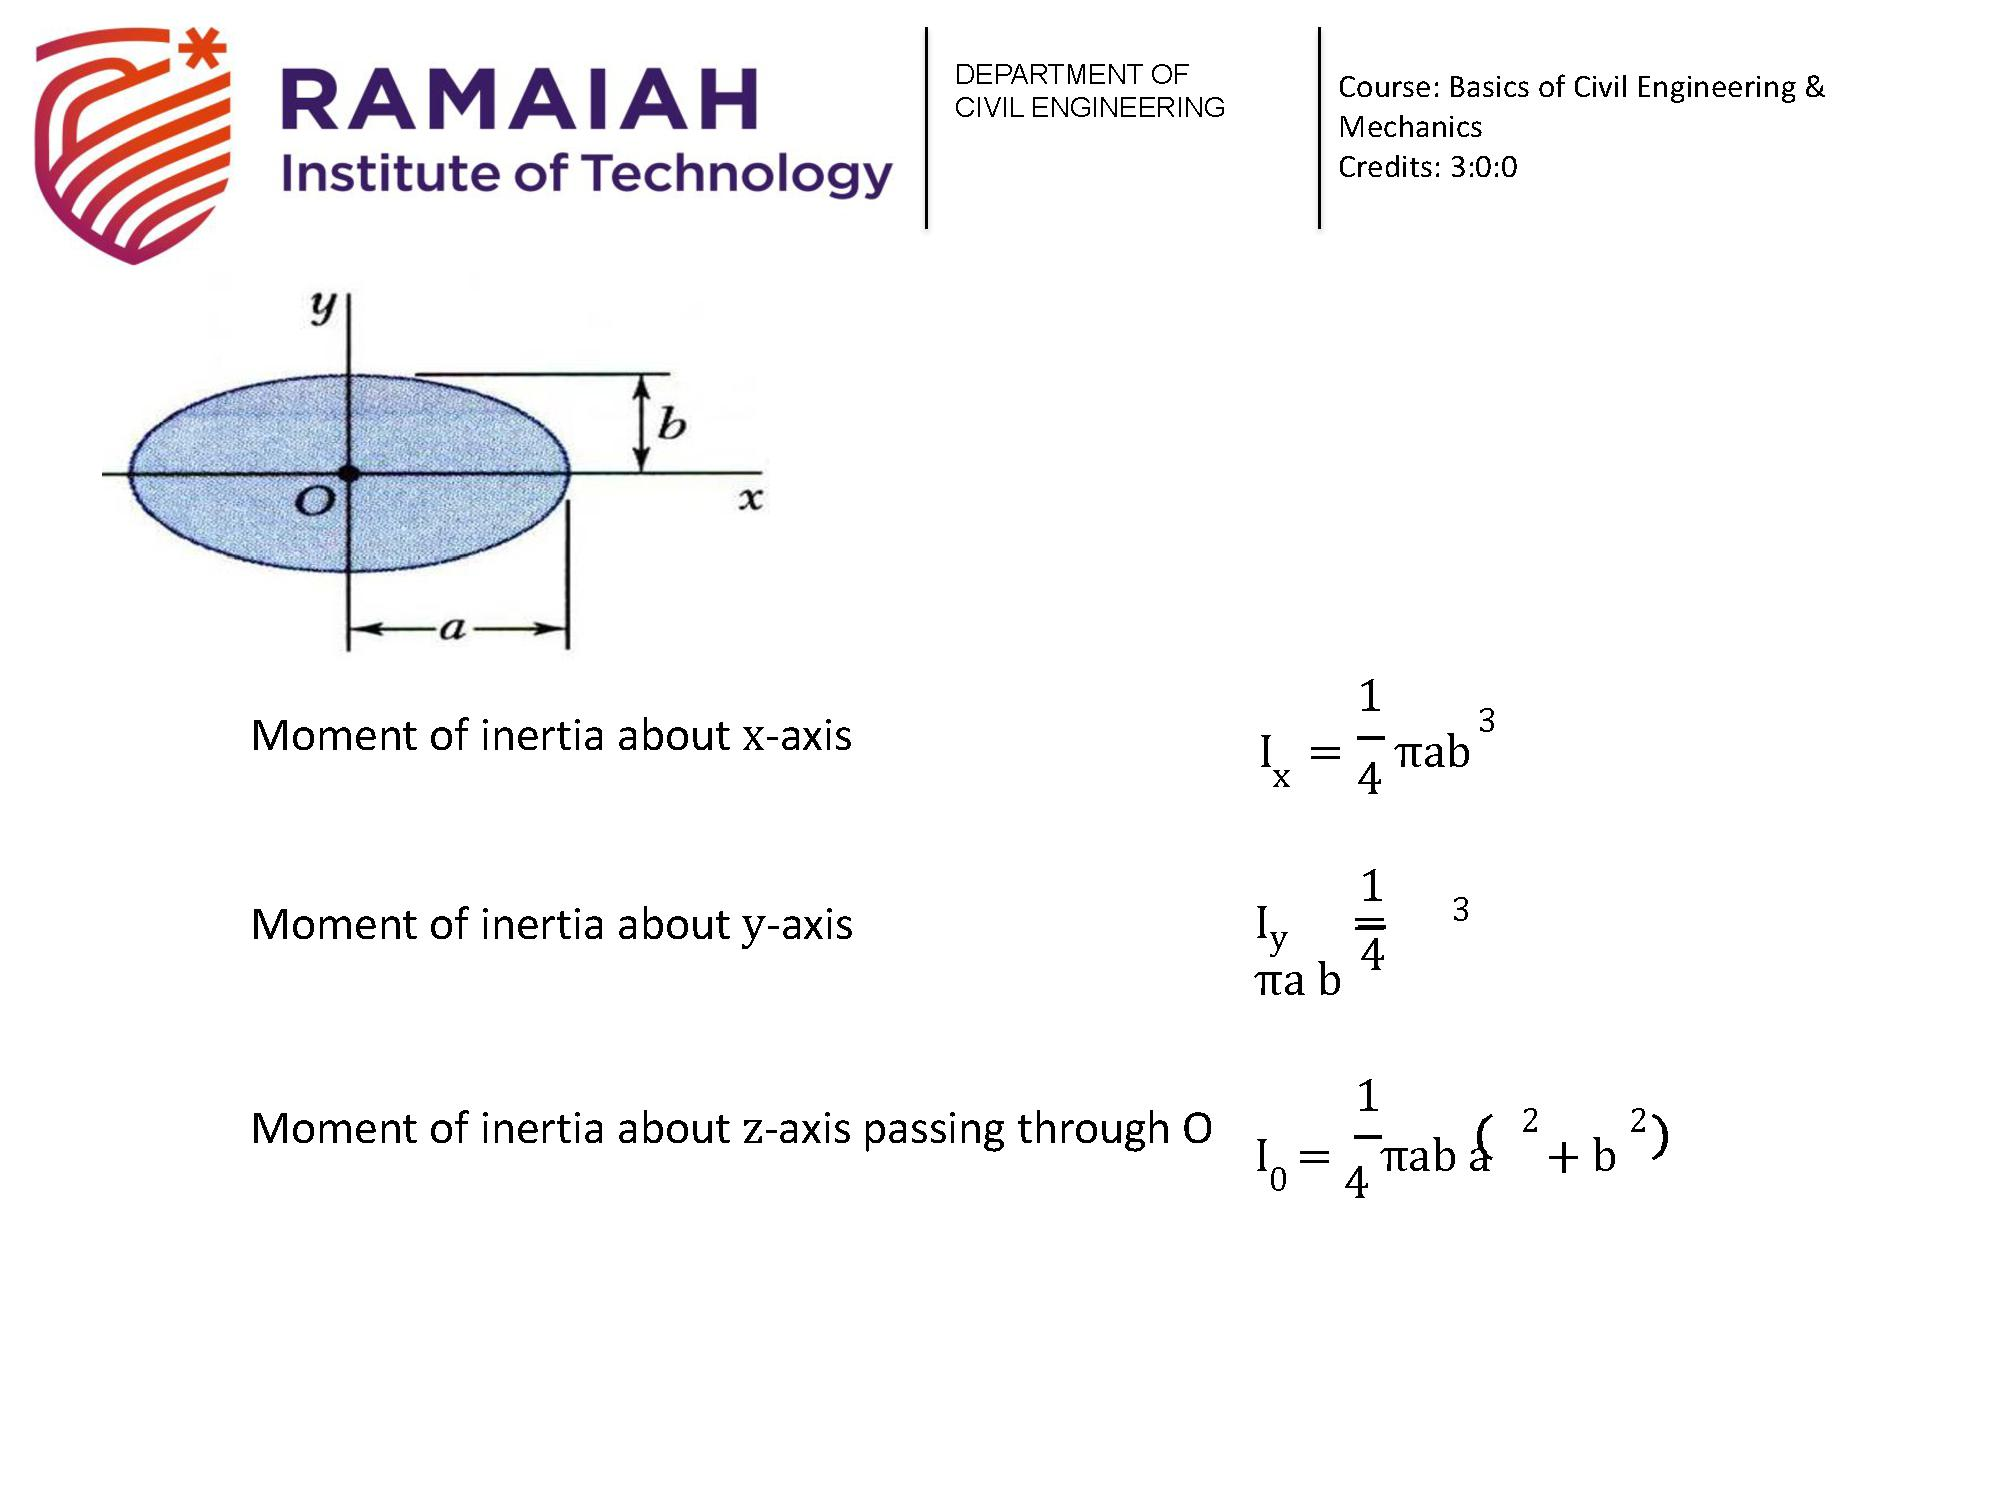 RAMAIAH
Institute of Technology
DEPARTMENT OF
CIVIL ENGINEERING
Course: Basics of Civil Engineering &
Mechanics
Credits: 3:0:0
y
b
O
x
a
Moment of inertia about x-axis
I_x = 1/4 πab^3
Moment of inertia about y-axis
I_y = 1/4 3
πa b
Moment of inertia about z-axis passing through O
I_0 = 1/4 πab a( ^2 + b ^2)